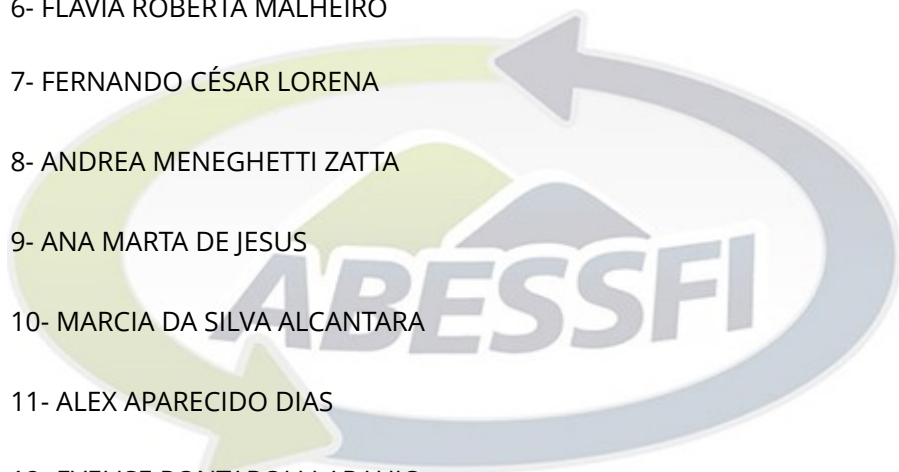 6- FLAVIA ROBERTA MALHEIRO
7- FERNANDO CÉSAR LORENA
8- ANDREA MENEGHETTI ZATTA
9- ANA MARTA DE JESUS
ABESSFI
10- MARCIA DA SILVA ALCANTARA
11- ALEX APARECIDO DIAS